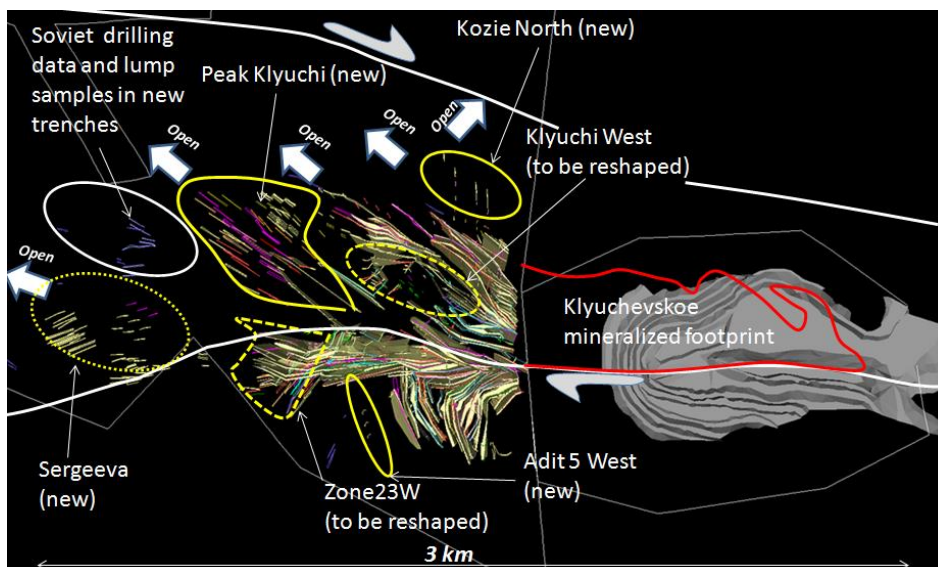 Soviet drilling
data and lump
samples in new
trenches
Peak Klyuchi (new)
Kozie North (new)
Klyuchi West
(to be reshaped)
Open
Open
Open
Open
Open
Klyuchevskoe
mineralized footprint
Sergeeva
(new)
Zone23W
(to be reshaped)
Adit 5 West
(new)
3 km